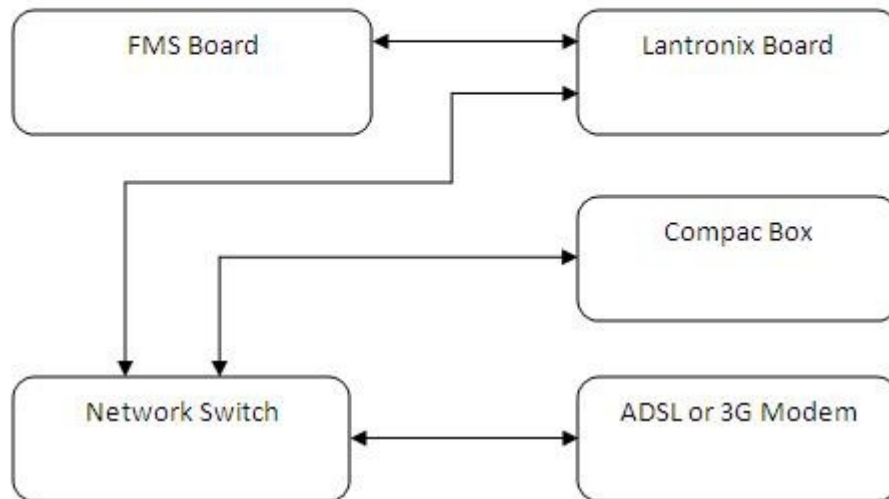 FMS Board
Lantronix Board
Compac Box
Network Switch
ADSL or 3G Modem